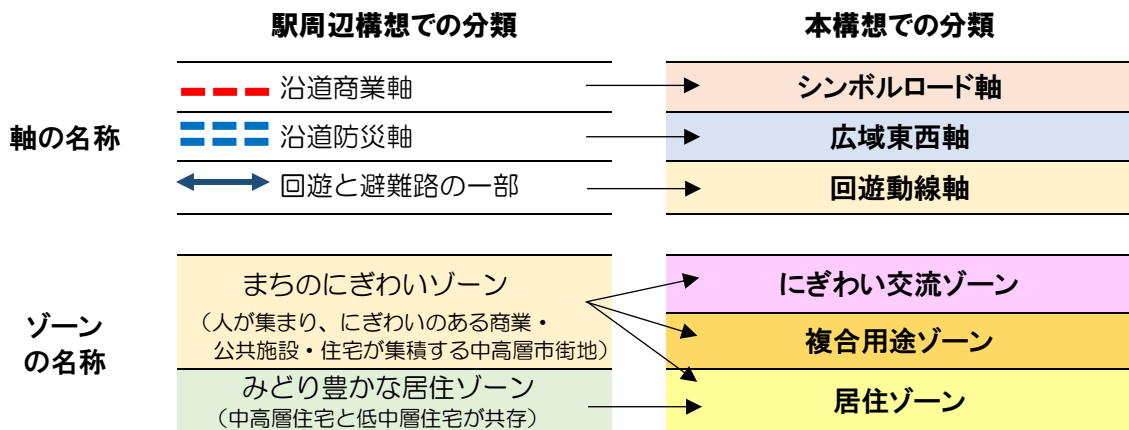 駅周辺構想での分類
本構想での分類
軸の名称
沿道商業軸
シンボルロード軸
沿道防災軸
広域東西軸
回遊と避難路の一部
回遊動線軸
ゾーン
の名称
まちのにぎわいゾーン
(人が集まり、にぎわいのある商業・
公共施設・住宅が集積する中高層市街地)
にぎわい交流ゾーン
複合用途ゾーン
みどり豊かな居住ゾーン
(中高層住宅と低中層住宅が共存)
居住ゾーン